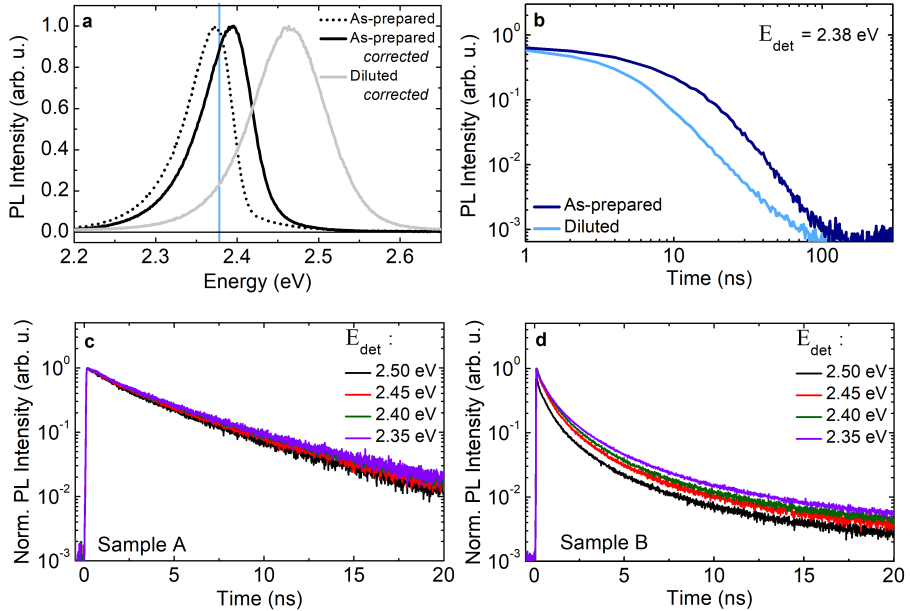 a
As-prepared
As-prepared
corrected
Diluted
corrected
PL Intensity (arb. u.)
1.0
0.8
0.6
0.4
0.2
0.0
2.2 2.3 2.4 2.5 2.6
Energy (eV)
b
E_det = 2.38 eV
PL Intensity (arb. u.)
10^0
10^-1
10^-2
10^-3
As-prepared
Diluted
1 10 100
Time (ns)
c
E_det :
2.50 eV
2.45 eV
2.40 eV
2.35 eV
Norm. PL Intensity (arb. u.)
10^0
10^-1
10^-2
10^-3
Sample A
0 5 10 15 20
Time (ns)
d
E_det :
2.50 eV
2.45 eV
2.40 eV
2.35 eV
Norm. PL Intensity (arb. u.)
10^0
10^-1
10^-2
10^-3
Sample B
0 5 10 15 20
Time (ns)